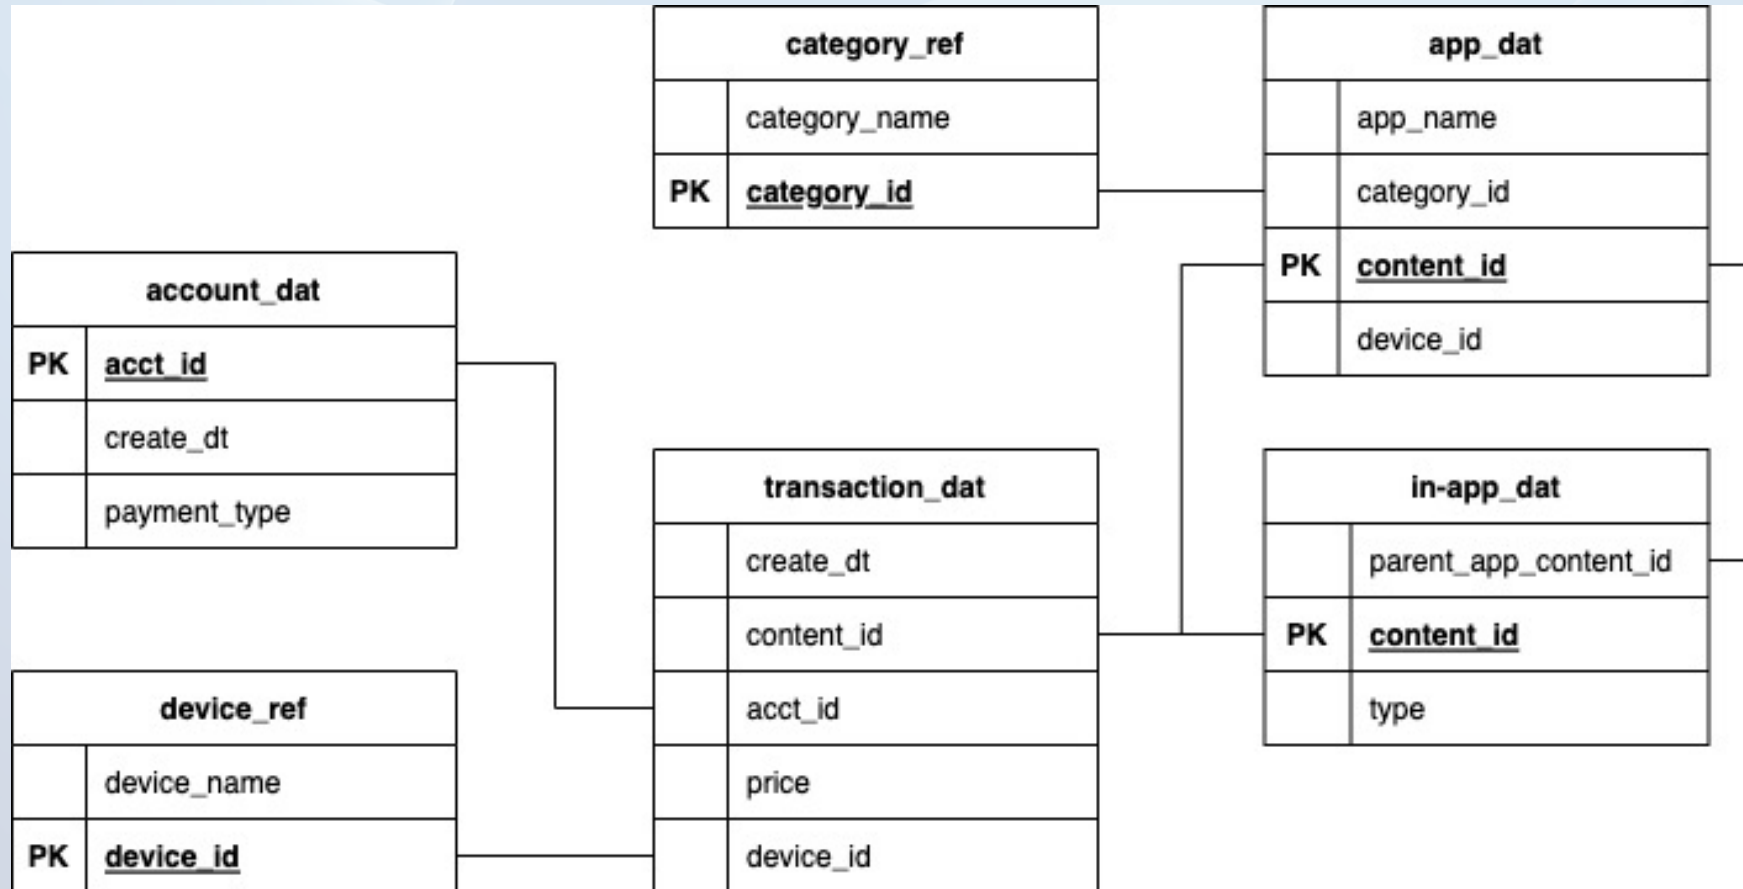 category_ref
category_name
PK category_id
app_dat
app_name
category_id
PK content_id
device_id
account_dat
PK acct_id
create_dt
payment_type
transaction_dat
create_dt
content_id
acct_id
price
device_id
in-app_dat
parent_app_content_id
PK content_id
type
device_ref
device_name
PK device_id